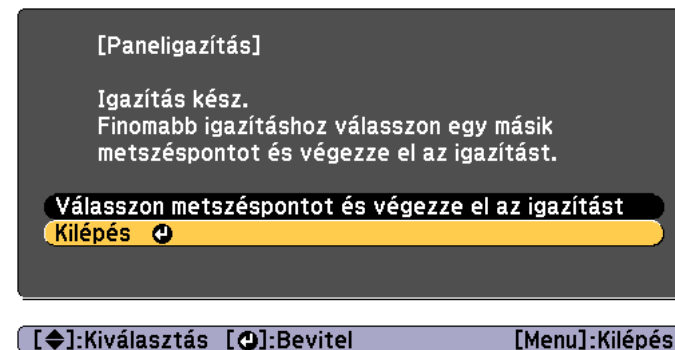 [Paneligazítás]
Igazítás kész.
Finomabb igazításhoz válasszon egy másik
metszéspontot és végezze el az igazítást.
Válasszon metszéspontot és végezze el az igazítást
Kilépés
[◆]:Kiválasztás [↵]:Bevitel [Menu]:Kilépés